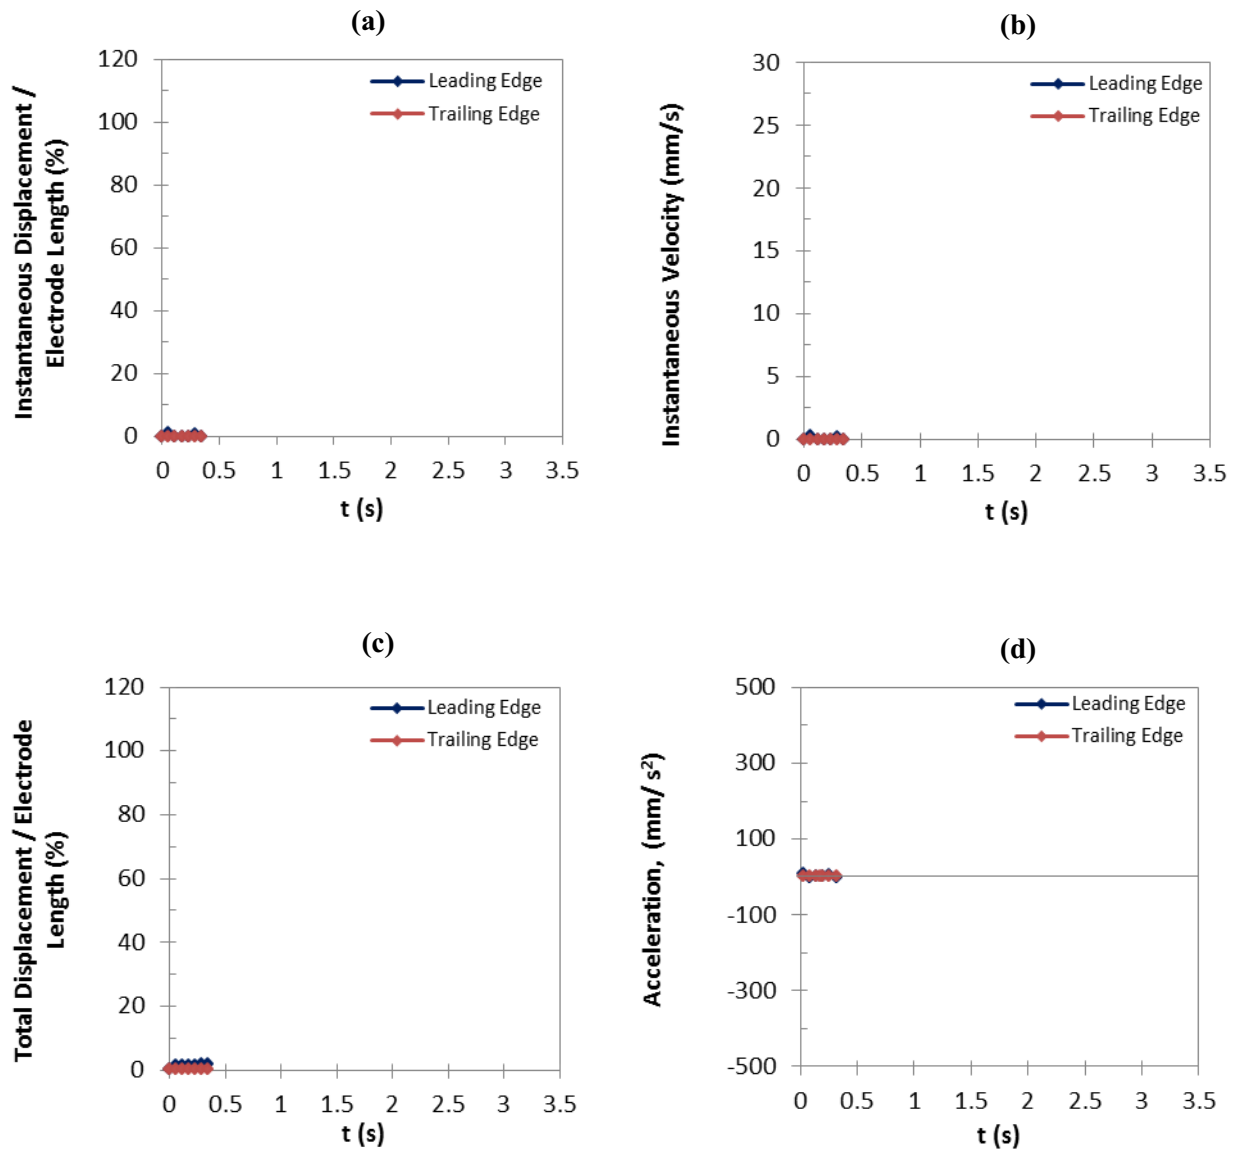 (a)
Instantaneous Displacement /
Electrode Length (%)
120
100
80
60
40
20
0
Leading Edge
Trailing Edge
0 0.5 1 1.5 2 2.5 3 3.5
t (s)
(b)
Instantaneous Velocity (mm/s)
30
25
20
15
10
5
0
Leading Edge
Trailing Edge
0 0.5 1 1.5 2 2.5 3 3.5
t (s)
(c)
Total Displacement / Electrode
Length (%)
120
100
80
60
40
20
0
Leading Edge
Trailing Edge
0 0.5 1 1.5 2 2.5 3 3.5
t (s)
(d)
Acceleration, (mm/ s²)
500
300
100
-100
-300
-500
Leading Edge
Trailing Edge
0 0.5 1 1.5 2 2.5 3 3.5
t (s)